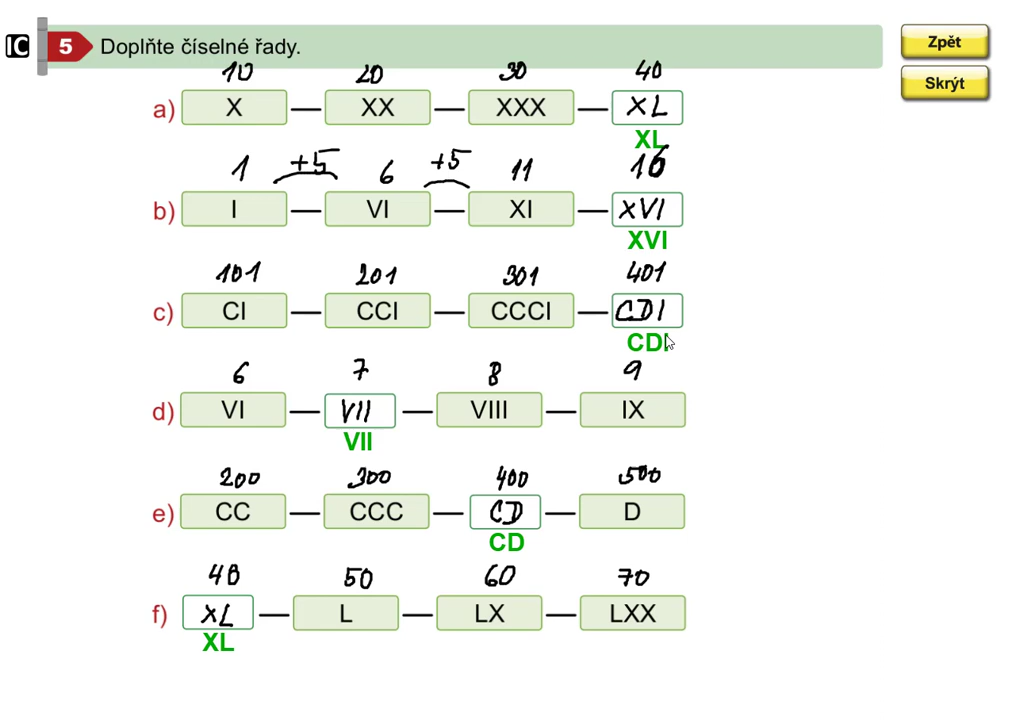 IC 5 Doplňte číselné řady. Zpět
Skrýt
10 20 30 40
a) X — XX — XXX — XL
XL
1 +5 6 +5 11 16
b) I — VI — XI — XVI
XVI
101 201 301 401
c) CI — CCI — CCCI — CDI
CDI
6 7 8 9
d) VI — VII — VIII — IX
VII
200 300 400 500
e) CC — CCC — CD — D
CD
40 50 60 70
f) XL — L — LX — LXX
XL